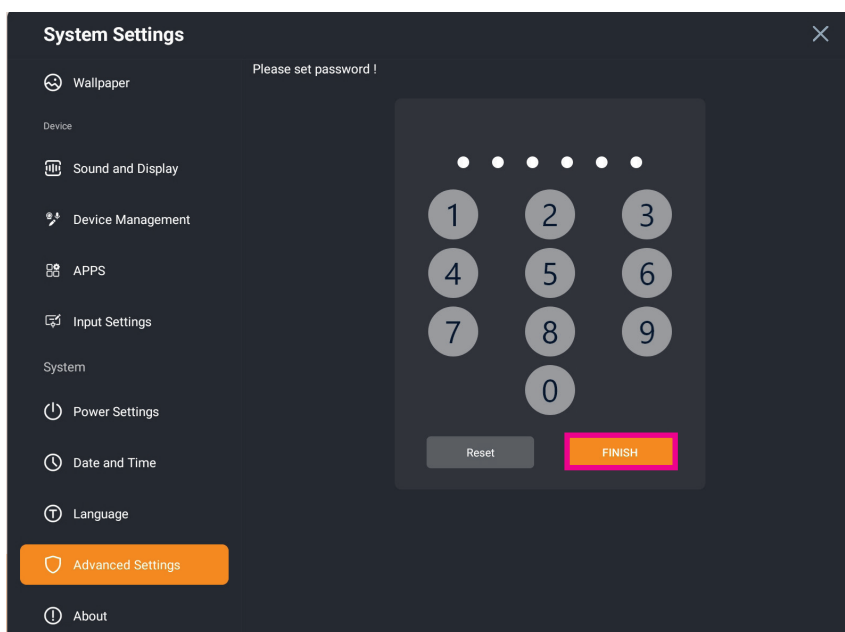 System Settings
Wallpaper
Device
Sound and Display
Device Management
APPS
Input Settings
System
Power Settings
Date and Time
Language
Advanced Settings
About
Please set password !
1 2 3
4 5 6
7 8 9
0
Reset FINISH